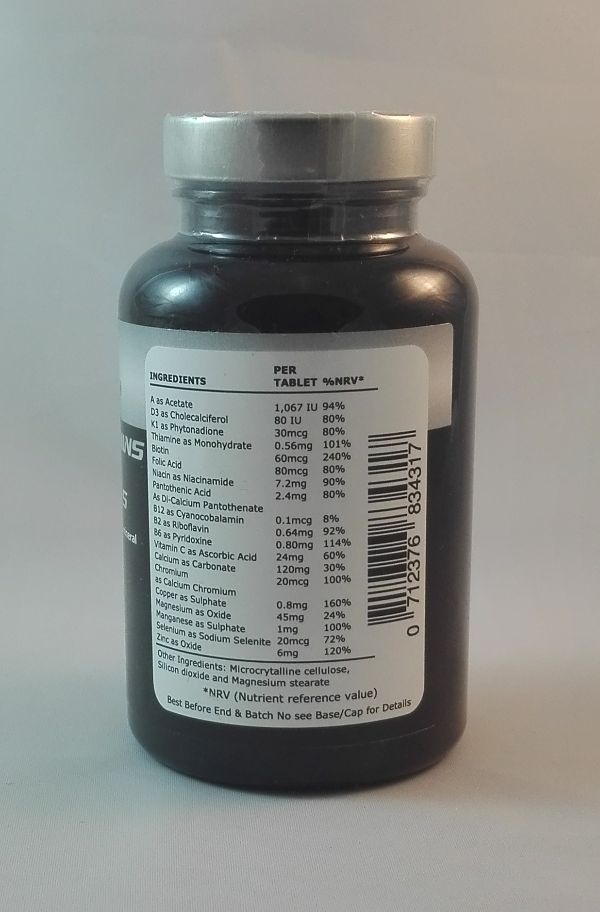 INGREDIENTS PER TABLET %NRV*
A as Acetate 1,067 IU 94%
D3 as Cholecalciferol 80 IU 80%
K1 as Phytonadione 30mcg 80%
Thiamine as Monohydrate 0.56mg 101%
Biotin 60mcg 240%
Folic Acid 80mcg 80%
Niacin as Niacinamide 7.2mg 90%
Pantothenic Acid 2.4mg 80%
As Di-Calcium Pantothenate
B12 as Cyanocobalamin 0.1mcg 8%
B2 as Riboflavin 0.64mg 92%
B6 as Pyridoxine 0.80mg 114%
Vitamin C as Ascorbic Acid 24mg 60%
Calcium as Carbonate 120mg 30%
Chromium 20mcg 100%
as Calcium Chromium
Copper as Sulphate 0.8mg 160%
Magnesium as Oxide 45mg 24%
Manganese as Sulphate 1mg 100%
Selenium as Sodium Selenite 20mcg 72%
Zinc as Oxide 6mg 120%
Other Ingredients: Microcrytalline cellulose,
Silicon dioxide and Magnesium stearate
*NRV (Nutrient reference value)
Best Before End & Batch No see Base/Cap for Details
0 712376 834317